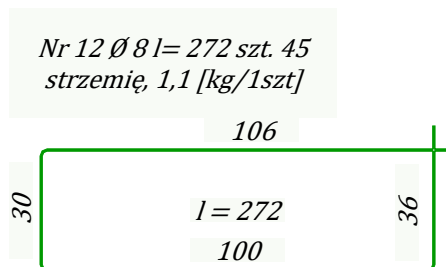 Nr 12 Ø 8 l= 272 szt. 45
strzemię, 1,1 [kg/1szt]
106
30
l = 272
36
100